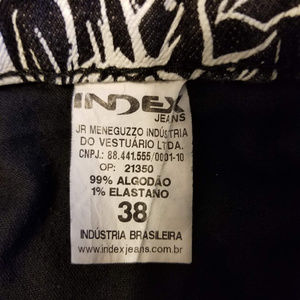 INDEX
JEANS
JR MENEGUZZO INDÚSTRIA
DO VESTUÁRIO LTDA.
CNPJ.: 88.441.555/0001-10
OP: 21350
99% ALGODÃO
1% ELASTANO
38
INDÚSTRIA BRASILEIRA
www.indexjeans.com.br